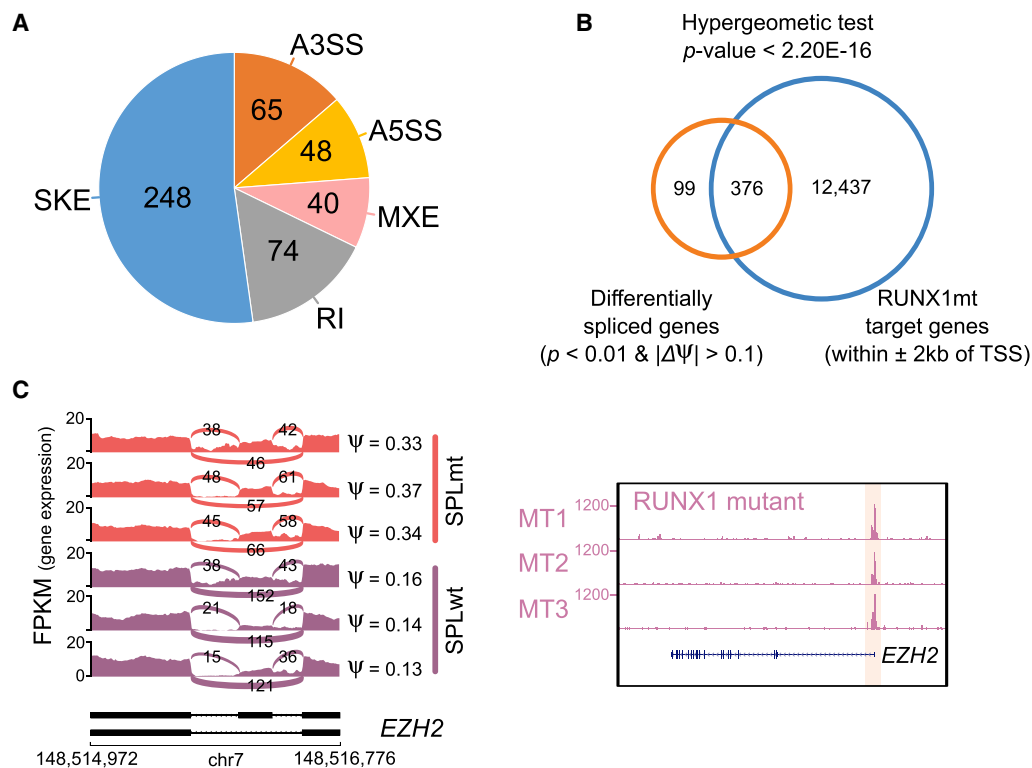 A
A3SS
65
A5SS
48
MXE
40
RI
74
SKE
248
B
Hypergeometic test
p-value < 2.20E-16
99
376
12,437
Differentially
spliced genes
(p < 0.01 & |ΔΨ| > 0.1)
RUNX1mt
target genes
(within ± 2kb of TSS)
C
FPKM (gene expression)
20
38
42
46
Ψ = 0.33
20
48
61
57
Ψ = 0.37
20
45
58
66
Ψ = 0.34
SPLmt
20
38
43
152
Ψ = 0.16
20
21
18
115
Ψ = 0.14
20
0
15
36
121
Ψ = 0.13
SPLwt
EZH2
148,514,972
chr7
148,516,776
RUNX1 mutant
MT1
1200
MT2
1200
MT3
1200
EZH2